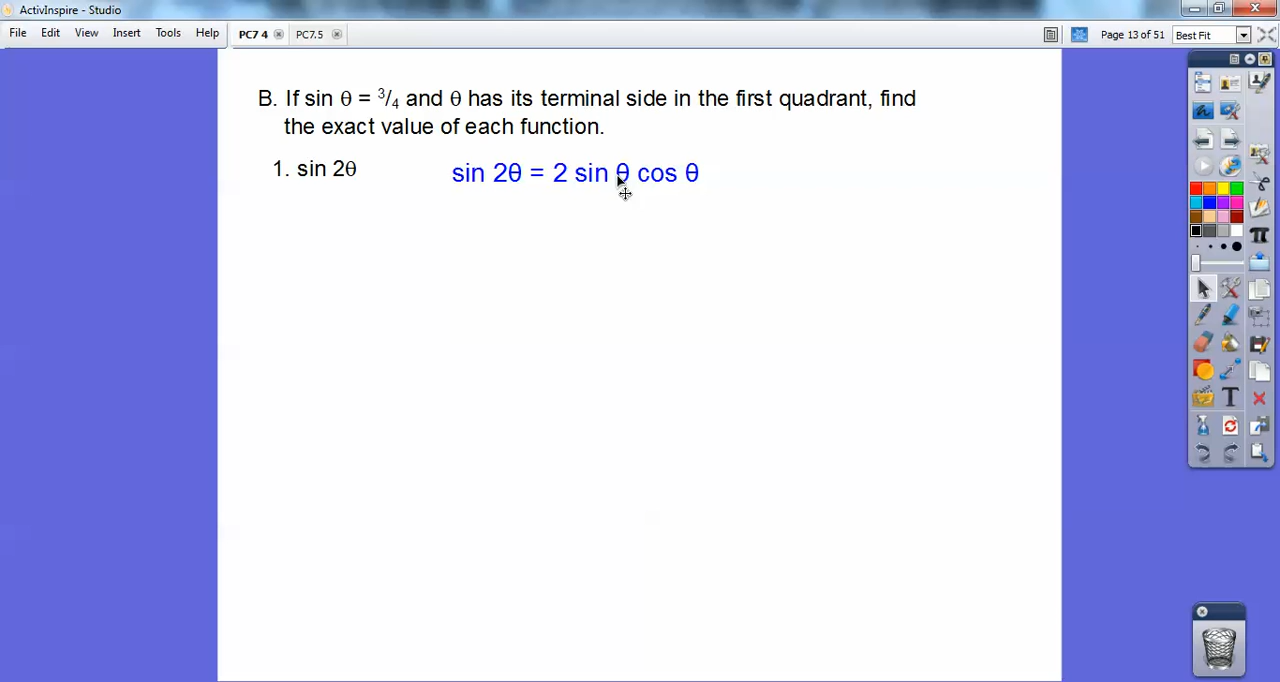 ActivInspire - Studio
File Edit View Insert Tools Help
PC7 4 PC7.5
Page 13 of 51 Best Fit
B. If sin θ = ³/₄ and θ has its terminal side in the first quadrant, find
the exact value of each function.
1. sin 2θ
sin 2θ = 2 sin θ cos θ